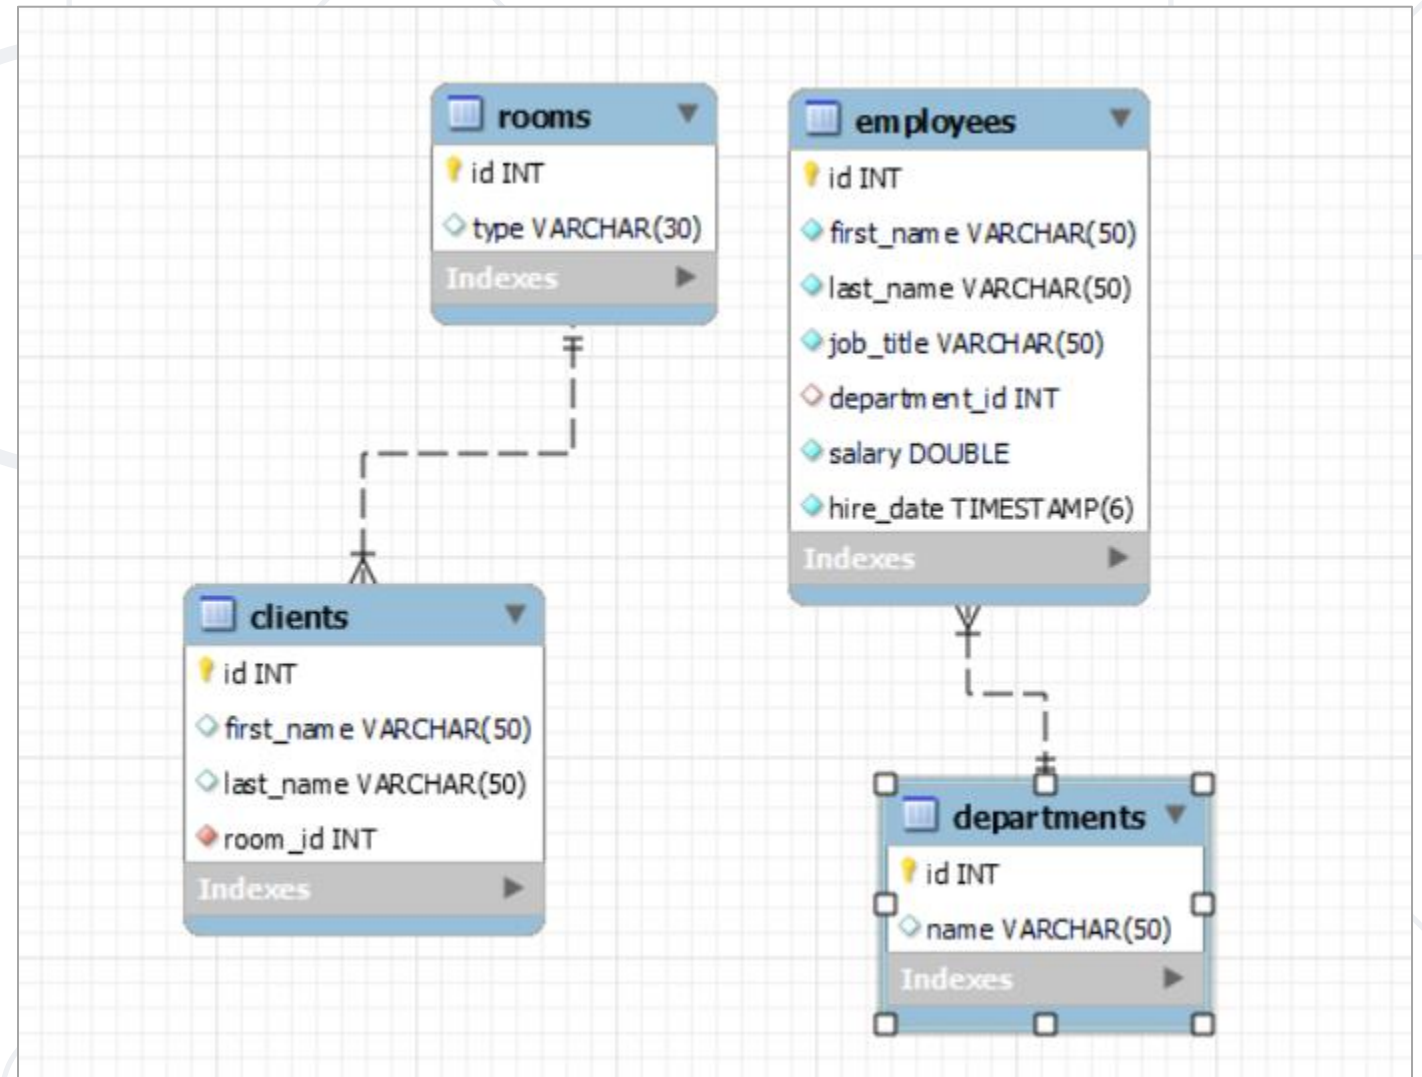 rooms
id INT
type VARCHAR(30)
Indexes
employees
id INT
first_name VARCHAR(50)
last_name VARCHAR(50)
job_title VARCHAR(50)
department_id INT
salary DOUBLE
hire_date TIMESTAMP(6)
Indexes
clients
id INT
first_name VARCHAR(50)
last_name VARCHAR(50)
room_id INT
Indexes
departments
id INT
name VARCHAR(50)
Indexes